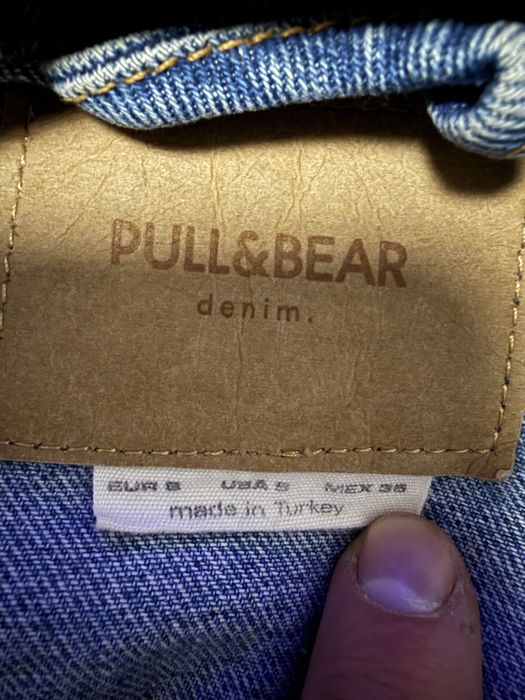 PULL&BEAR
denim.
EUR S USA S MEX 36
made in Turkey